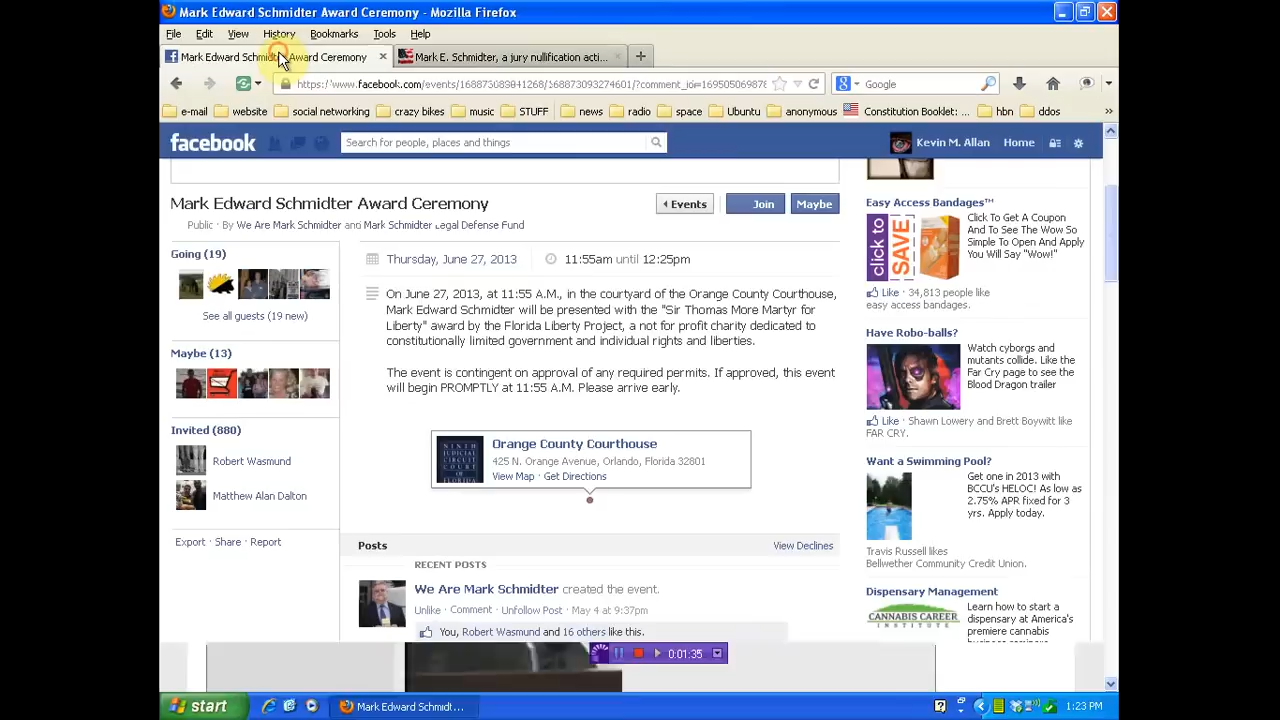 Mark Edward Schmidter Award Ceremony - Mozilla Firefox
File Edit View History Bookmarks Tools Help
Mark Edward Schmidter Award Ceremony
Mark E. Schmidter, a jury nullification acti...
Google
e-mail website social networking crazy bikes music STUFF news radio space Ubuntu anonymous Constitution Booklet: ... hbn ddos
facebook
Search for people, places and things
Kevin M. Allan Home
Mark Edward Schmidter Award Ceremony
Events Join Maybe
Public · By We Are Mark Schmidter and Mark Schmidter Legal Defense Fund
Going (19)
See all guests (19 new)
Maybe (13)
Invited (880)
Robert Wasmund
Matthew Alan Dalton
Export · Share · Report
Thursday, June 27, 2013
11:55am until 12:25pm
On June 27, 2013, at 11:55 A.M., in the courtyard of the Orange County Courthouse,
Mark Edward Schmidter will be presented with the "Sir Thomas More Martyr for
Liberty" award by the Florida Liberty Project, a not for profit charity dedicated to
constitutionally limited government and individual rights and liberties.
The event is contingent on approval of any required permits. If approved, this event
will begin PROMPTLY at 11:55 A.M. Please arrive early.
NINTH
JUDICIAL
CIRCUIT
COURT
OF
FLORIDA
Orange County Courthouse
425 N. Orange Avenue, Orlando, Florida 32801
View Map · Get Directions
Posts
View Declines
RECENT POSTS
We Are Mark Schmidter created the event.
Unlike · Comment · Unfollow Post · May 4 at 9:37pm
You, Robert Wasmund and 16 others like this.
Easy Access Bandages™
click to
SAVE
Click To Get A Coupon
And To See The Wow So
Simple To Open And Apply
You Will Say "Wow!"
Like · 34,813 people like
easy access bandages.
Have Robo-balls?
Watch cyborgs and
mutants collide. Like the
Far Cry page to see the
Blood Dragon trailer
Like · Shawn Lowery and Brett Boywitt like
FAR CRY.
Want a Swimming Pool?
Get one in 2013 with
BCCU's HELOC! As low as
2.75% APR fixed for 3
yrs. Apply today.
Travis Russell likes
Bellwether Community Credit Union.
Dispensary Management
CANNABIS CAREER
INSTITUTE
Learn how to start a
dispensary at America's
premiere cannabis
0:01:35
start
Mark Edward Schmidt...
1:23 PM